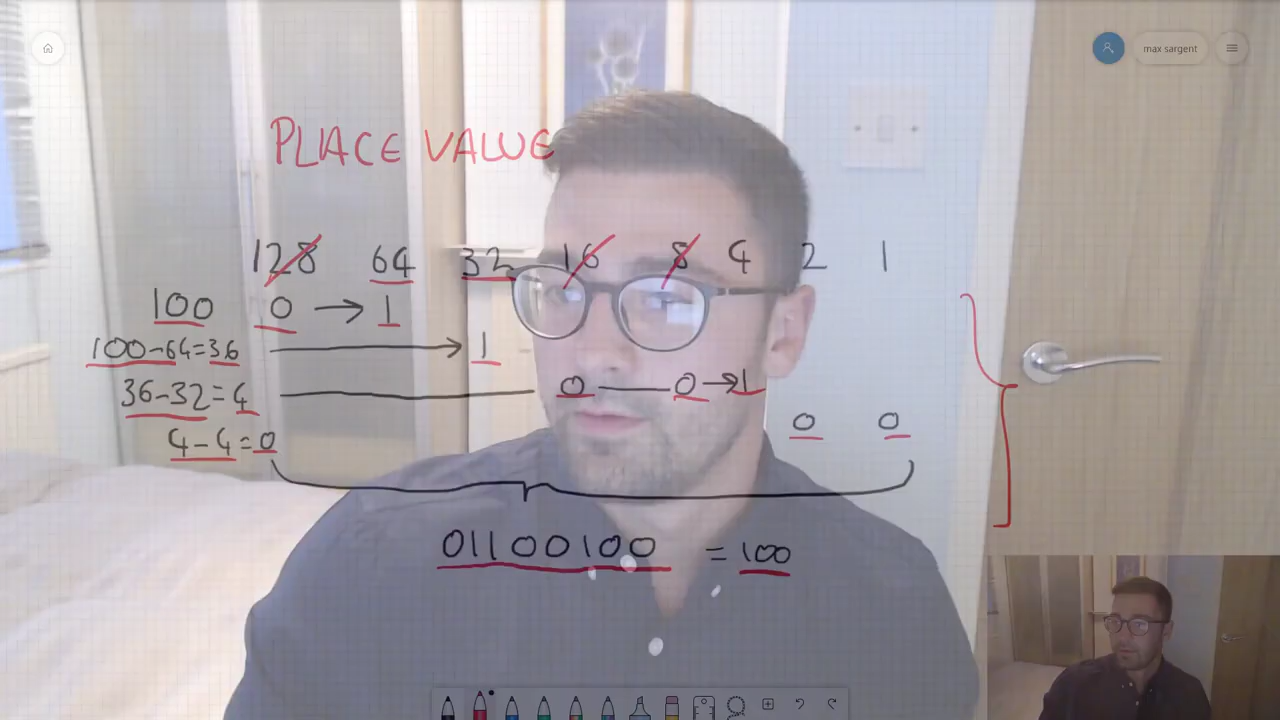 max sargent
PLACE VALUE
128 64 32 16 8 4 2 1
100 0 → 1
100-64=36 → 1
36-32=4 0 0 → 1
4-4=0 0 0
01100100 = 100